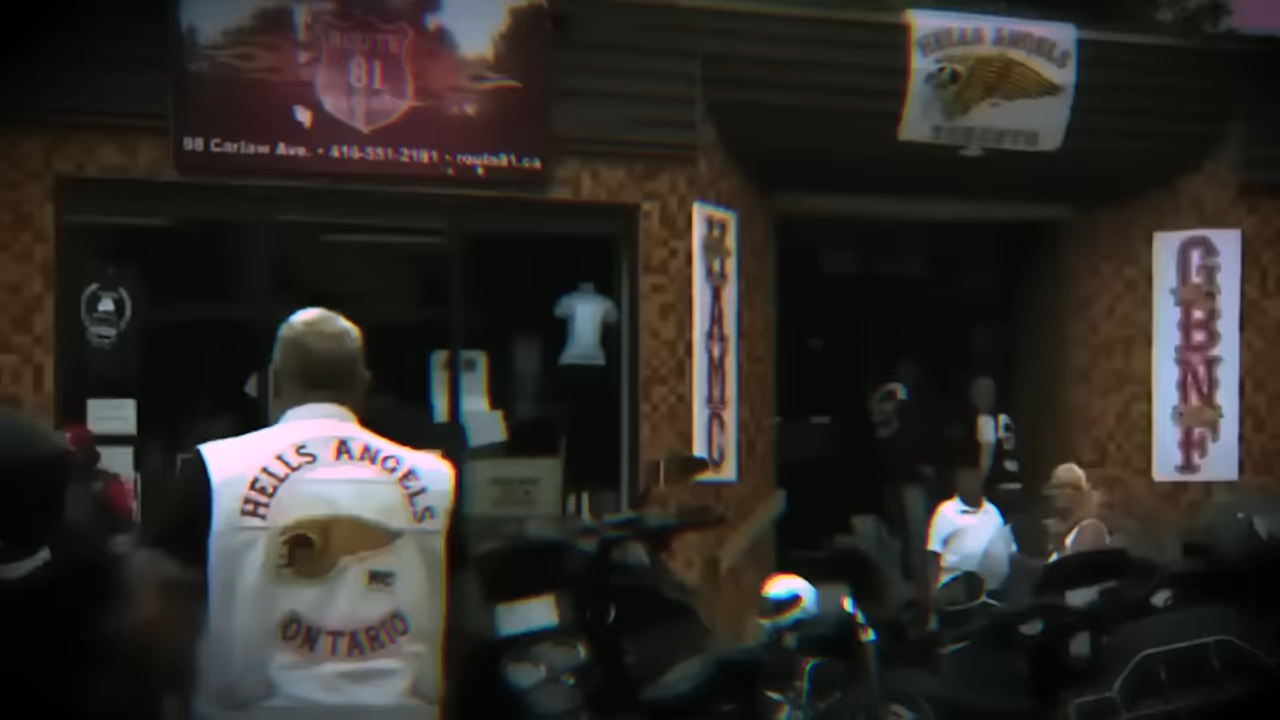 ROUTE
81
98 Carlaw Ave. • 416-551-2181 • route81.ca
HELLS ANGELS
TORONTO
HAMC
GBNF
HELLS ANGELS
MC
ONTARIO